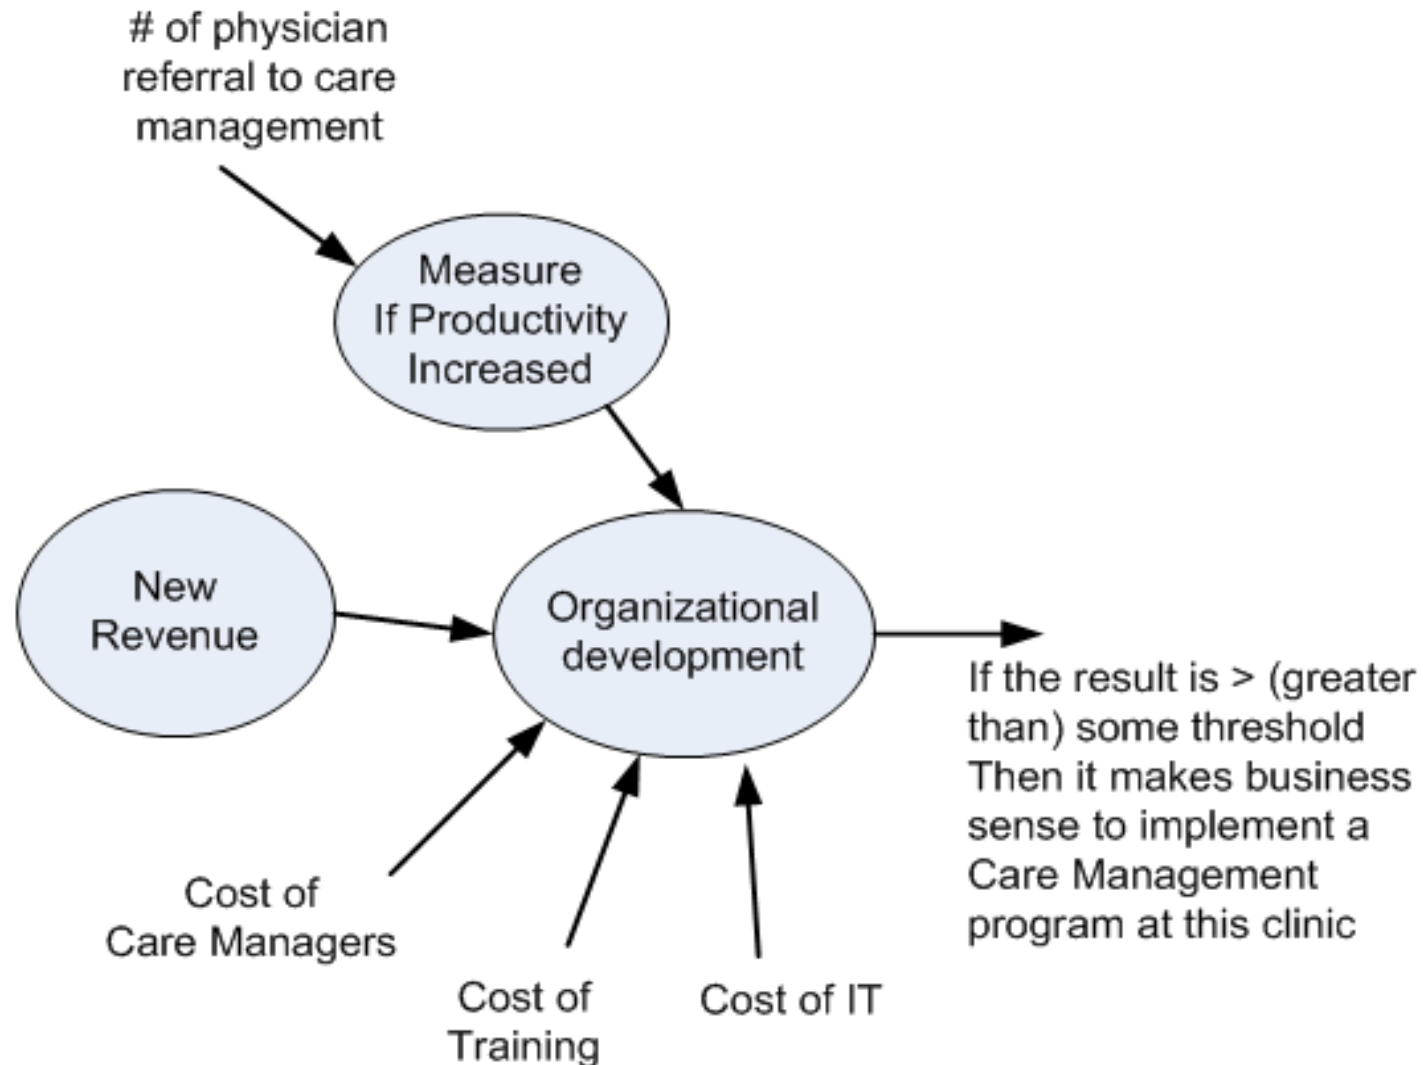 # of physician
referral to care
management
Measure
If Productivity
Increased
New
Revenue
Organizational
development
If the result is > (greater
than) some threshold
Then it makes business
sense to implement a
Care Management
program at this clinic
Cost of
Care Managers
Cost of
Training
Cost of IT